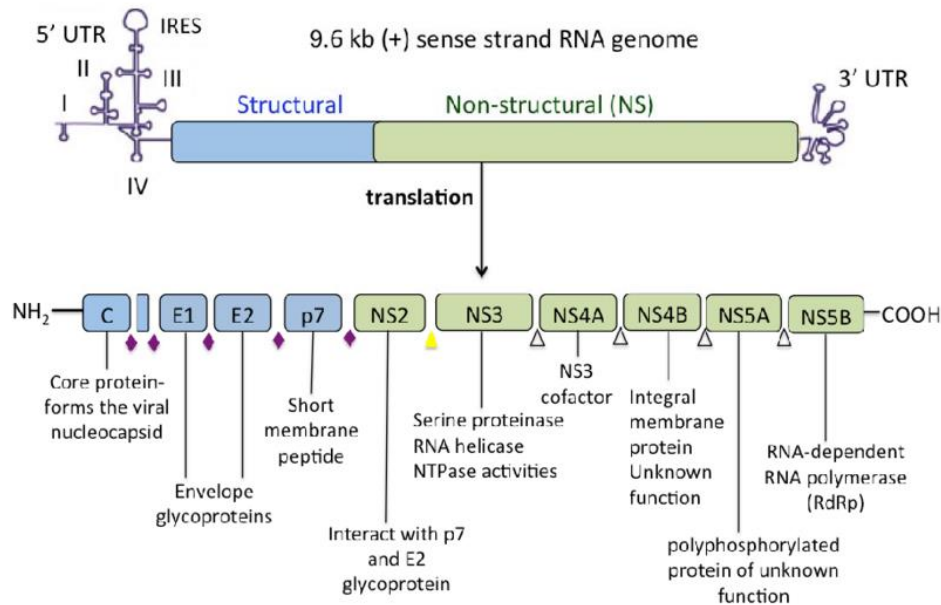 IRES
5' UTR
9.6 kb (+) sense strand RNA genome
II
III
I
IV
Structural
Non-structural (NS)
3' UTR
translation
NH2
C
E1
E2
p7
NS2
NS3
NS4A
NS4B
NS5A
NS5B
COOH
Core protein-
forms the viral
nucleocapsid
Envelope
glycoproteins
Short
membrane
peptide
Interact with p7
and E2
glycoprotein
Serine proteinase
RNA helicase
NTPase activities
NS3
cofactor
Integral
membrane
protein
Unknown
function
polyphosphorylated
protein of unknown
function
RNA-dependent
RNA polymerase
(RdRp)